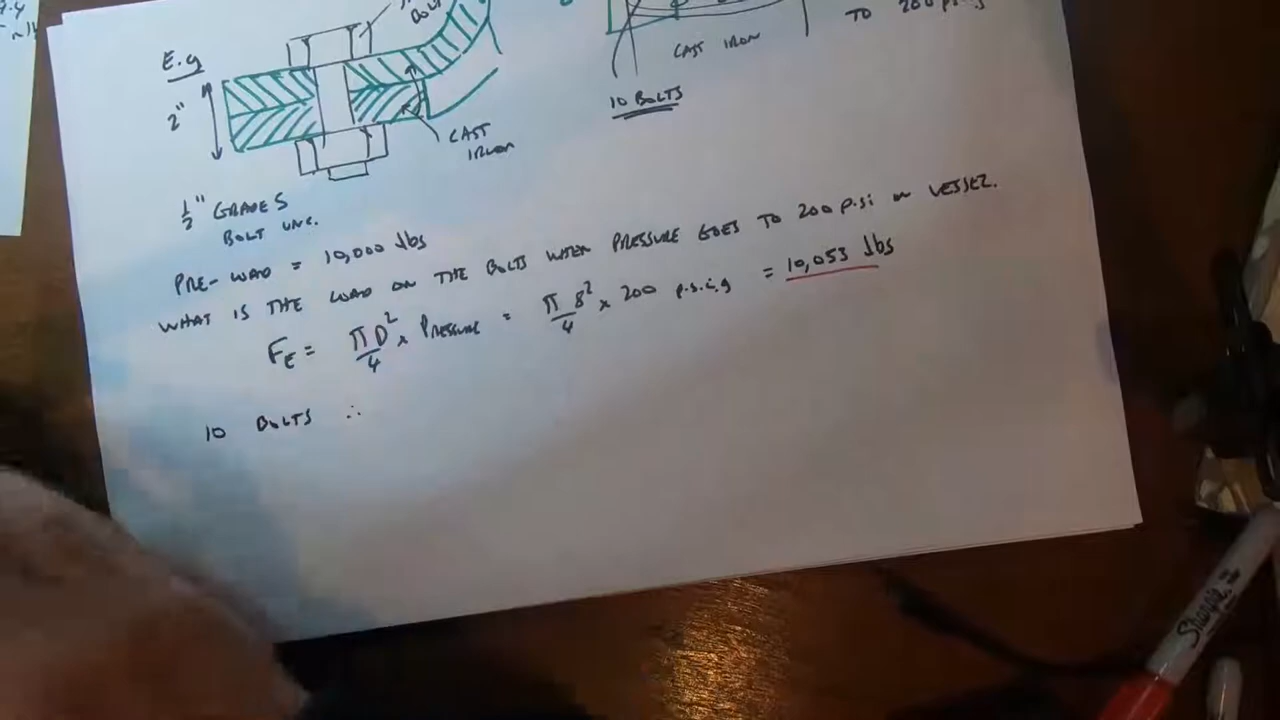 BOLT
TO 200 p.s.i.g
E.g
2"
CAST IRON
10 BOLTS
CAST
IRON
1/2" GRADE 5
BOLT UNC.
PRE-LOAD = 10,000 lbs
WHAT IS THE LOAD ON THE BOLTS WHEN PRESSURE GOES TO 200 p.si IN VESSEL.
FE = πD²/4 x PRESSURE = π8²/4 x 200 p.s.i.g = 10,053 lbs
10 BOLTS ∴
Sharpie